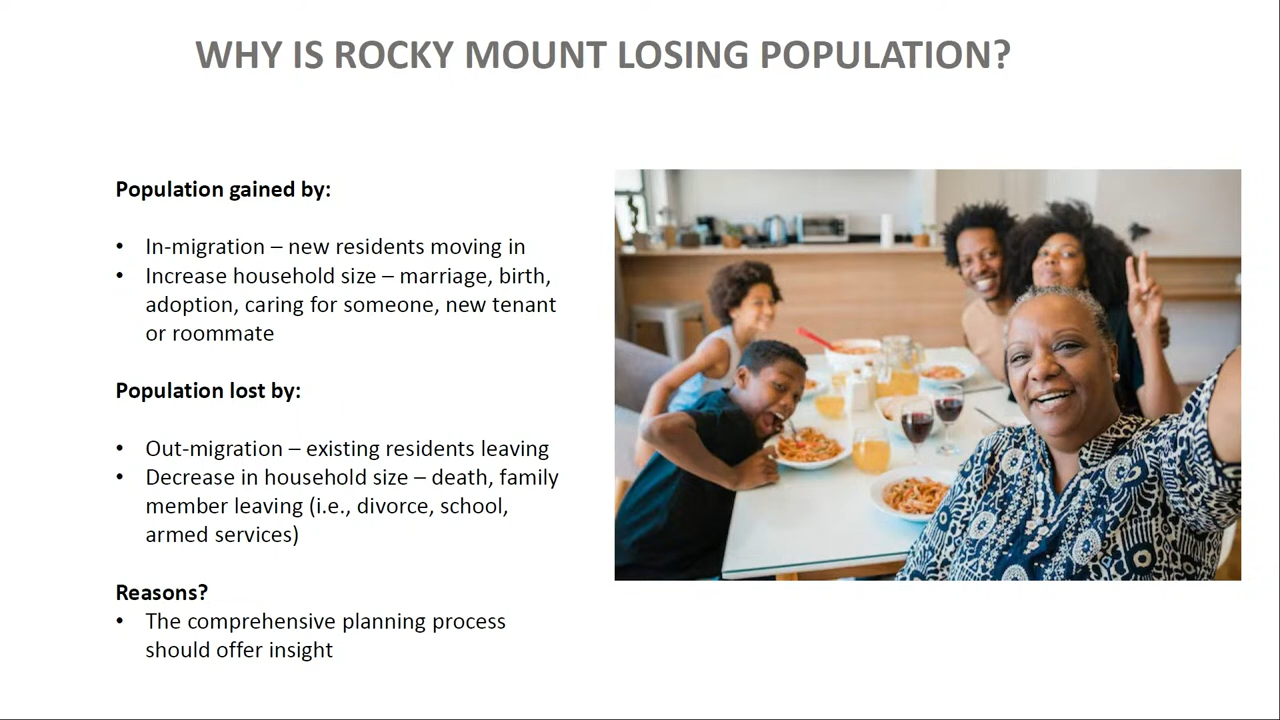 WHY IS ROCKY MOUNT LOSING POPULATION?
Population gained by:
• In-migration – new residents moving in
• Increase household size – marriage, birth,
adoption, caring for someone, new tenant
or roommate
Population lost by:
• Out-migration – existing residents leaving
• Decrease in household size – death, family
member leaving (i.e., divorce, school,
armed services)
Reasons?
• The comprehensive planning process
should offer insight